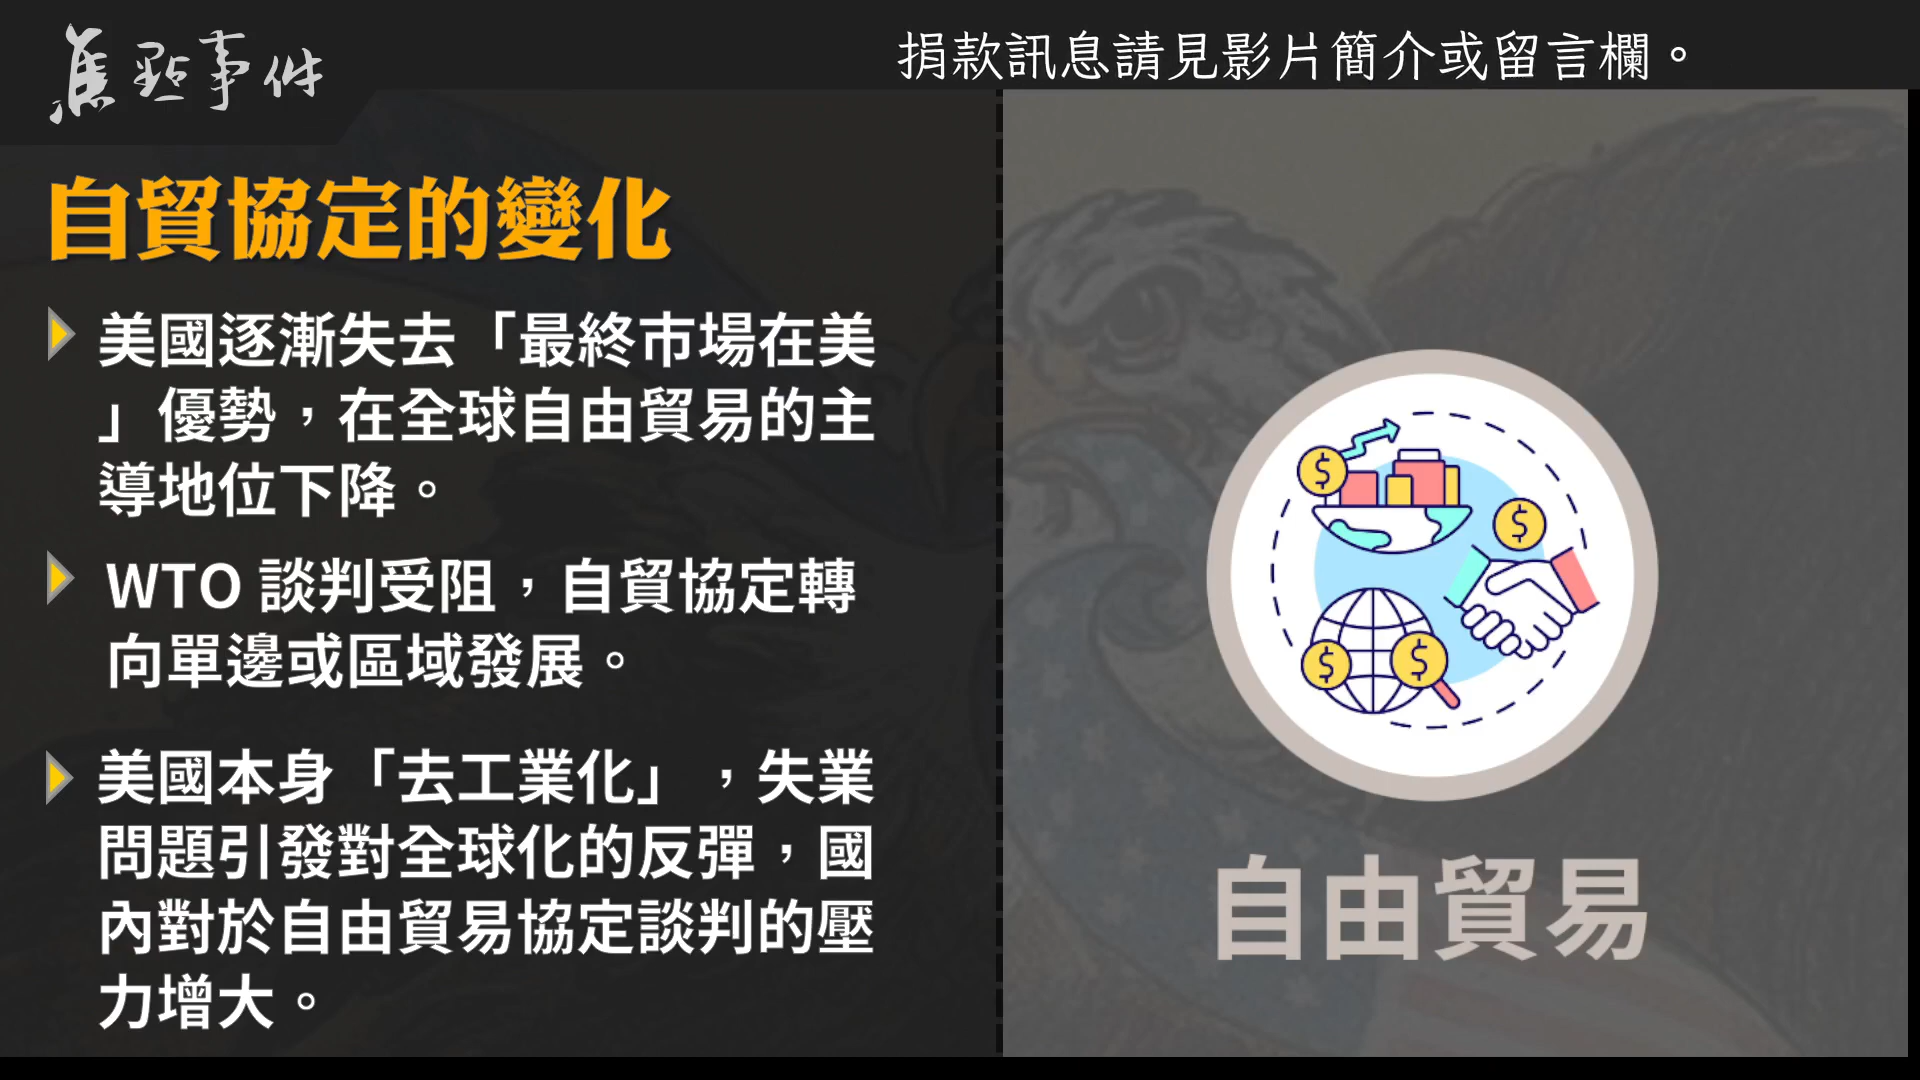 焦點事件
捐款訊息請見影片簡介或留言欄。
自貿協定的變化
美國逐漸失去「最終市場在美
」優勢，在全球自由貿易的主
導地位下降。
WTO 談判受阻，自貿協定轉
向單邊或區域發展。
美國本身「去工業化」，失業
問題引發對全球化的反彈，國
內對於自由貿易協定談判的壓
力增大。
$
$
$
$
自由貿易